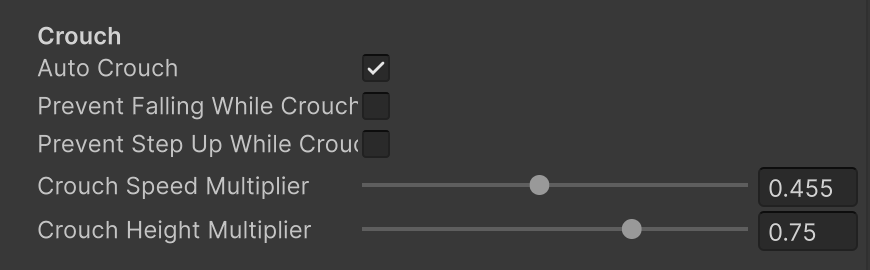 Crouch
Auto Crouch
Prevent Falling While Crouch
Prevent Step Up While Crouc
Crouch Speed Multiplier 0.455
Crouch Height Multiplier 0.75